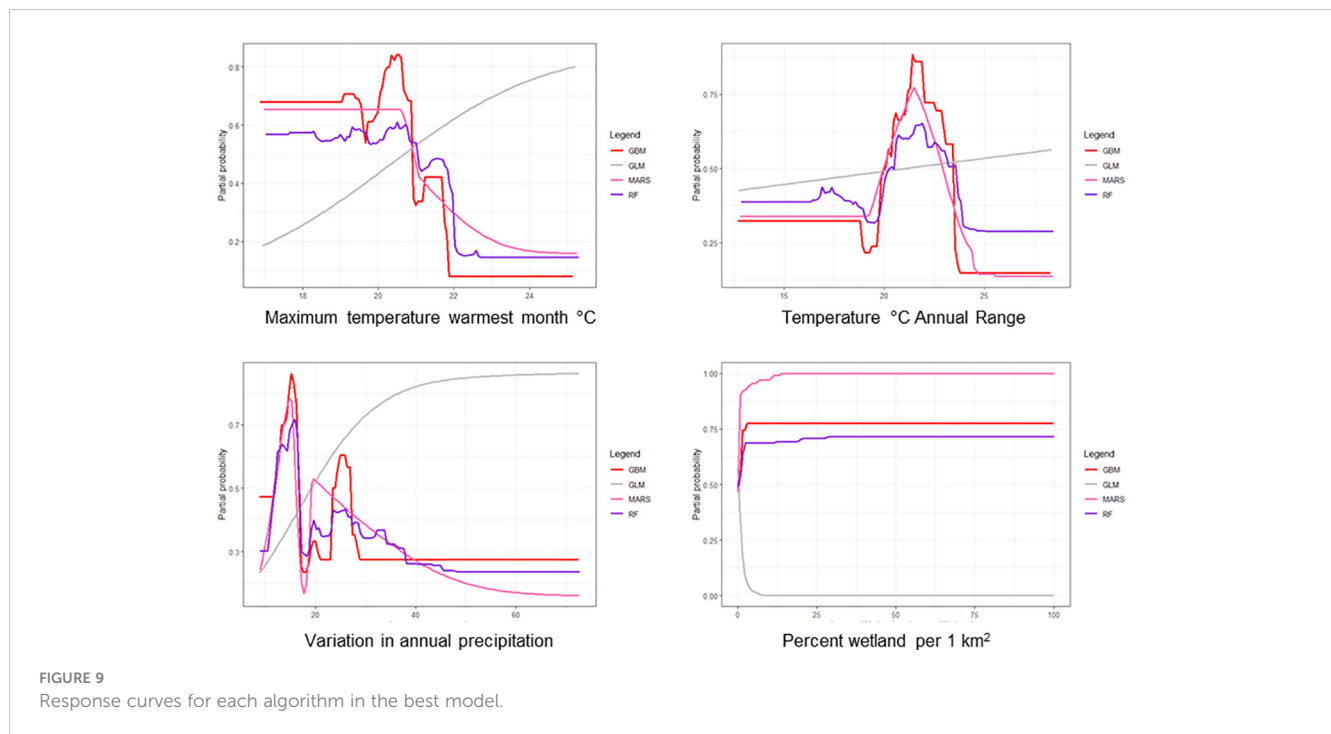 Partial probability
0.8
0.6
0.4
0.2
18 20 22 24
Maximum temperature warmest month °C
Legend
GBM
GLM
MARS
RF
Partial probability
0.75
0.50
0.25
15 20 25
Temperature °C Annual Range
Legend
GBM
GLM
MARS
RF
Partial probability
0.7
0.5
0.3
20 40 60
Variation in annual precipitation
Legend
GBM
GLM
MARS
RF
Partial probability
1.00
0.75
0.50
0.25
0.00
0 25 50 75 100
Percent wetland per 1 km²
Legend
GBM
GLM
MARS
RF
FIGURE 9
Response curves for each algorithm in the best model.